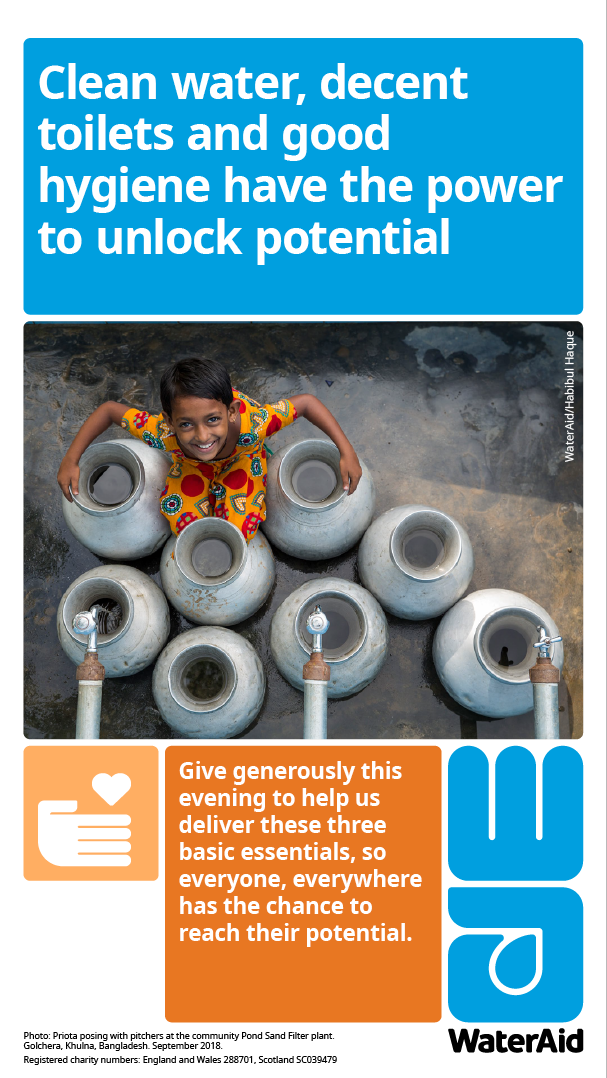 Clean water, decent
toilets and good
hygiene have the power
to unlock potential
WaterAid/Habibul Haque
Give generously this
evening to help us
deliver these three
basic essentials, so
everyone, everywhere
has the chance to
reach their potential.
WaterAid
Photo: Priota posing with pitchers at the community Pond Sand Filter plant.
Golchera, Khulna, Bangladesh. September 2018.
Registered charity numbers: England and Wales 288701, Scotland SC039479